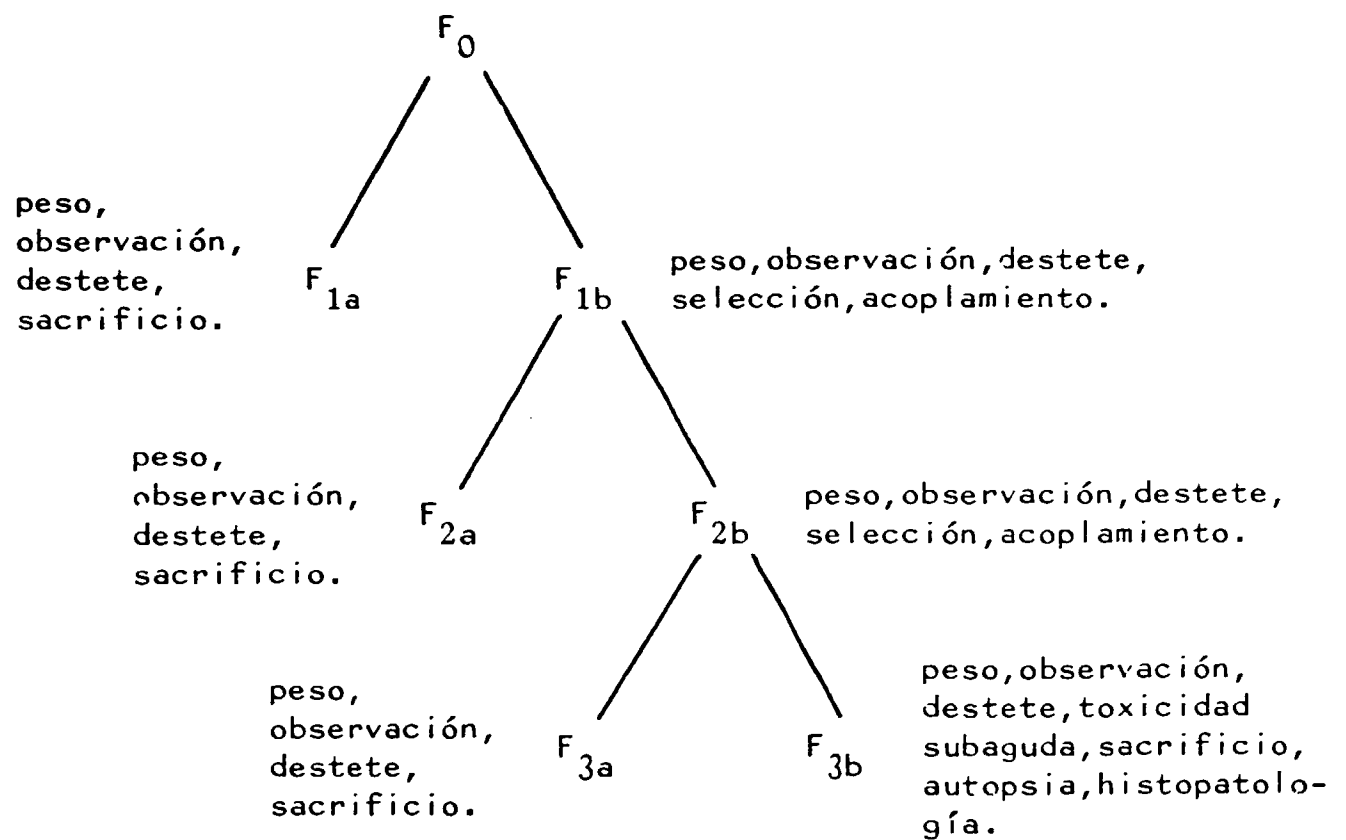 F0
peso,
observación,
destete,
sacrificio.
F1a
F1b
peso,observación,destete,
selección,acoplamiento.
peso,
observación,
destete,
sacrificio.
F2a
F2b
peso,observación,destete,
selección,acoplamiento.
peso,
observación,
destete,
sacrificio.
F3a
F3b
peso,observación,
destete,toxicidad
subaguda,sacrificio,
autopsia,histopatolo-
gía.